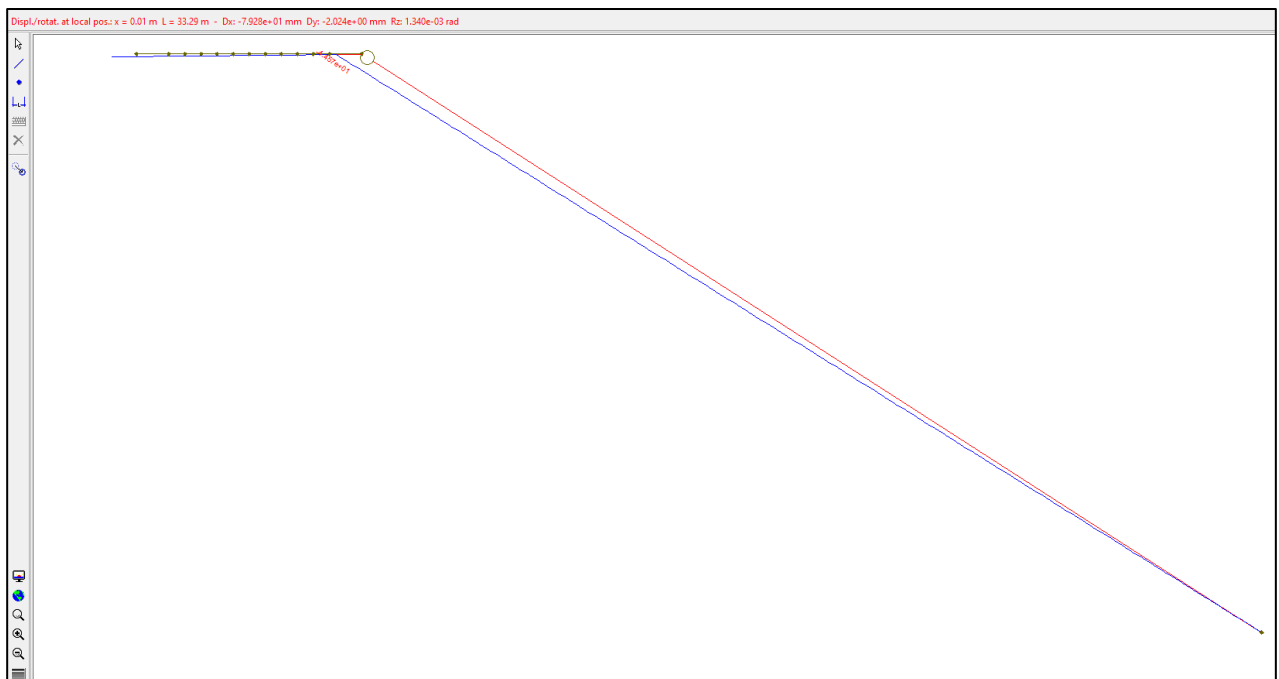 Displ./rotat. at local pos.: x = 0.01 m L = 33.29 m - Dx: -7.928e+01 mm Dy: -2.024e+00 mm Rz: 1.340e-03 rad